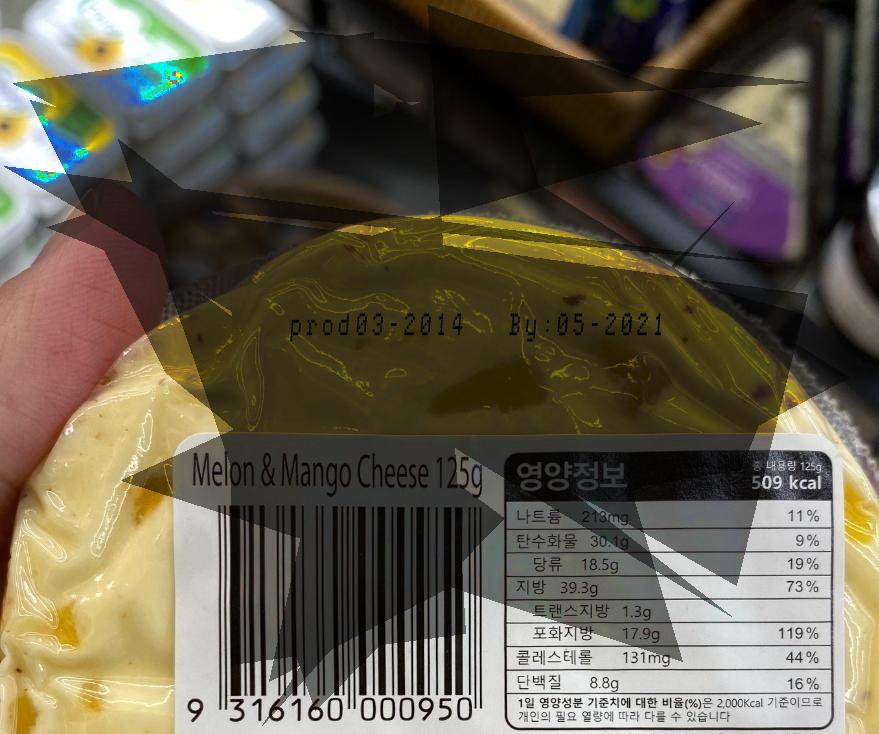 prod03-2014 By:05-2021
Melon & Mango Cheese 125g
9 316160 000950
영양정보 총 내용량 125g
509 kcal
나트륨 213mg 11%
탄수화물 30.1g 9%
당류 18.5g 19%
지방 39.3g 73%
트랜스지방 1.3g
포화지방 17.9g 119%
콜레스테롤 131mg 44%
단백질 8.8g 16%
1일 영양성분 기준치에 대한 비율(%)은 2,000Kcal 기준이므로
개인의 필요 열량에 따라 다를 수 있습니다